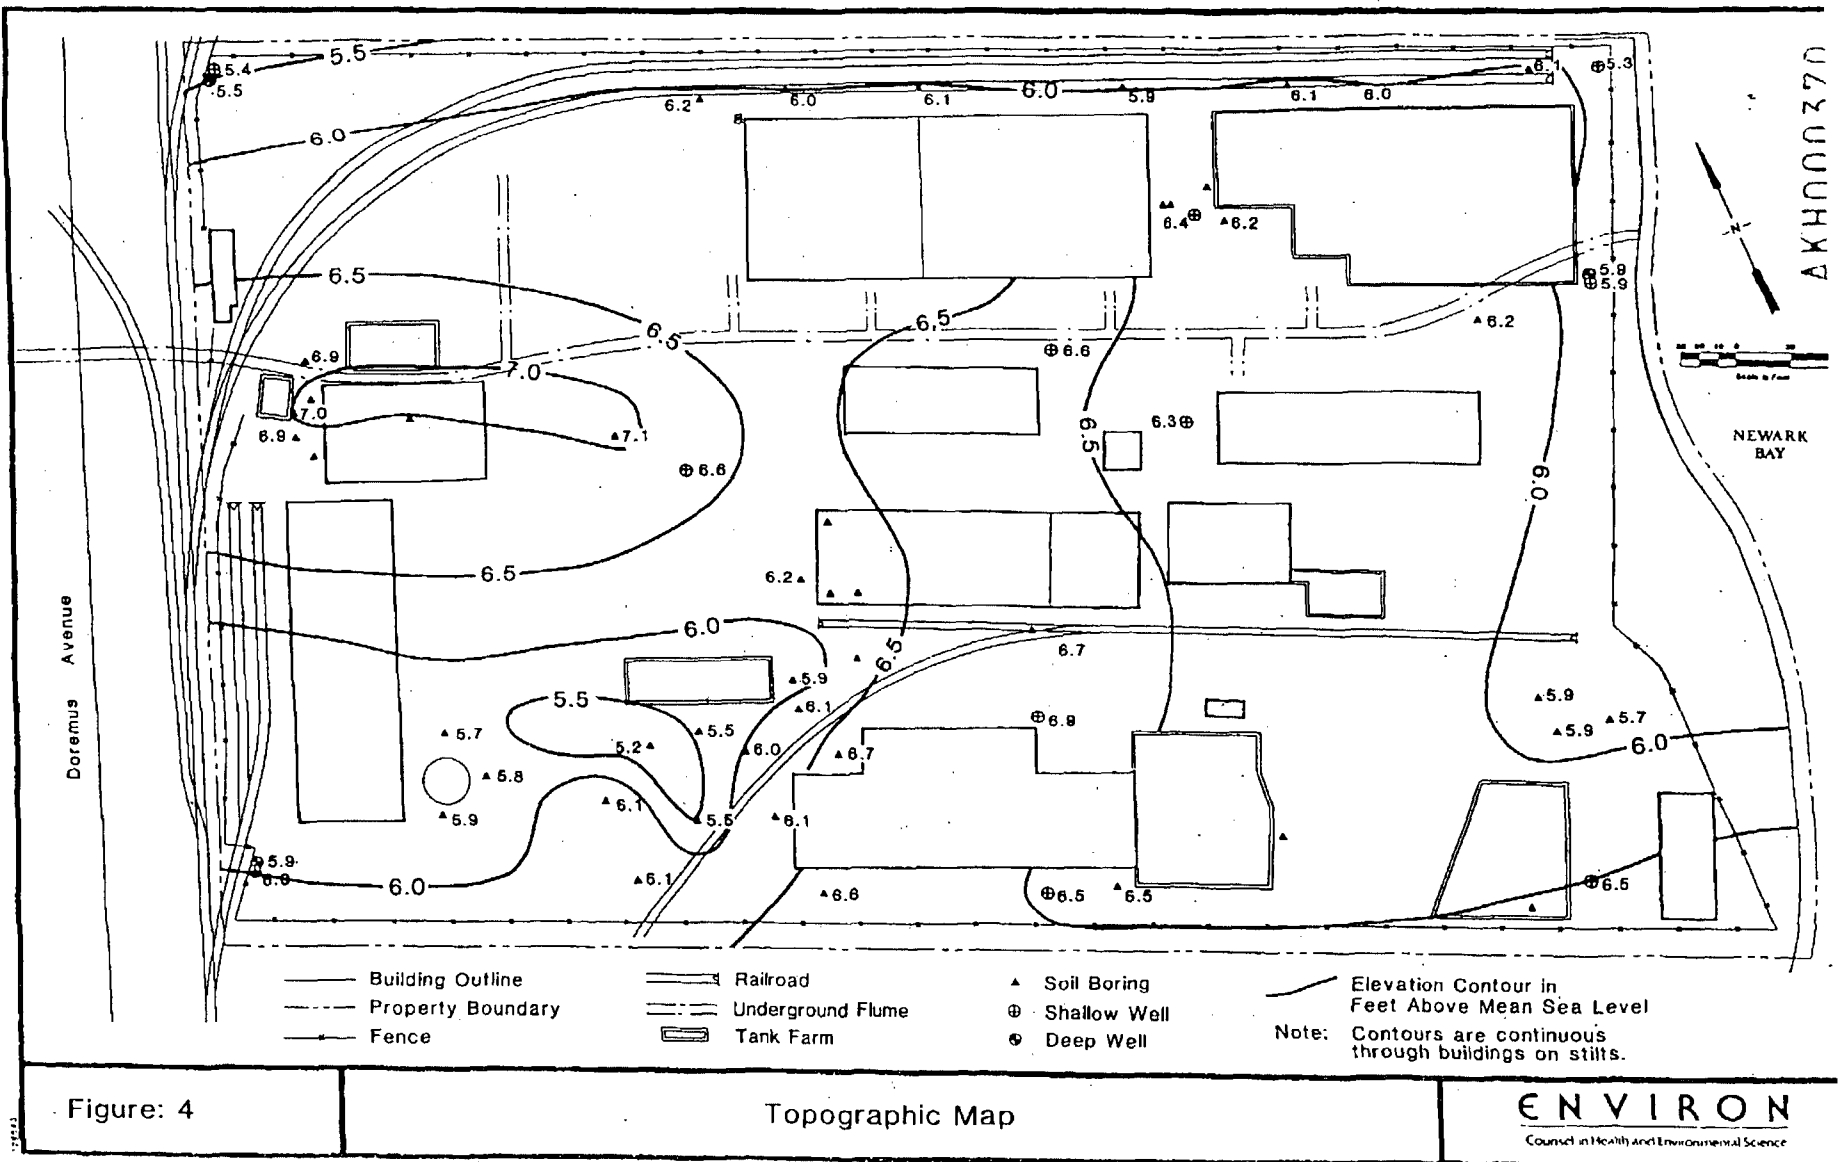 5.5
5.4
5.5
6.1
5.3
6.2
6.0
6.1
6.0
5.9
6.1
6.0
6.0
6.4
6.2
6.5
5.9
5.9
6.5
6.5
6.2
6.9
7.0
6.6
7.0
6.9
7.1
6.5
6.3
6.6
6.0
6.5
6.2
6.0
6.5
6.7
5.9
5.5
6.1
5.9
5.7
5.7
5.5
6.9
5.9
5.2
6.0
6.7
6.0
5.8
6.1
5.9
5.5
6.1
5.9
6.0
6.1
6.6
6.5
6.5
6.5
Doremus Avenue
AKH000370
N
Scale in Feet
NEWARK
BAY
Building Outline
Property Boundary
Fence
Railroad
Underground Flume
Tank Farm
Soil Boring
Shallow Well
Deep Well
Elevation Contour in
Feet Above Mean Sea Level
Note: Contours are continuous
through buildings on stilts.
Figure: 4
Topographic Map
ENVIRON
Counsel in Health and Environmental Science